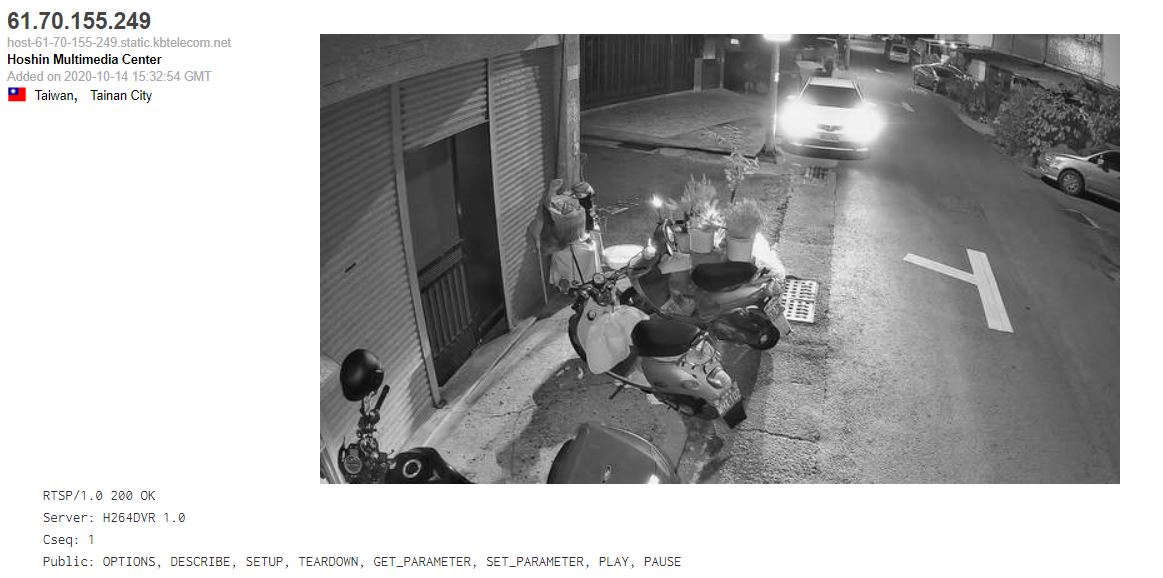 61.70.155.249
host-61-70-155-249.static.kbtelecom.net
Hoshin Multimedia Center
Added on 2020-10-14 15:32:54 GMT
Taiwan, Tainan City
RTSP/1.0 200 OK
Server: H264DVR 1.0
Cseq: 1
Public: OPTIONS, DESCRIBE, SETUP, TEARDOWN, GET_PARAMETER, SET_PARAMETER, PLAY, PAUSE